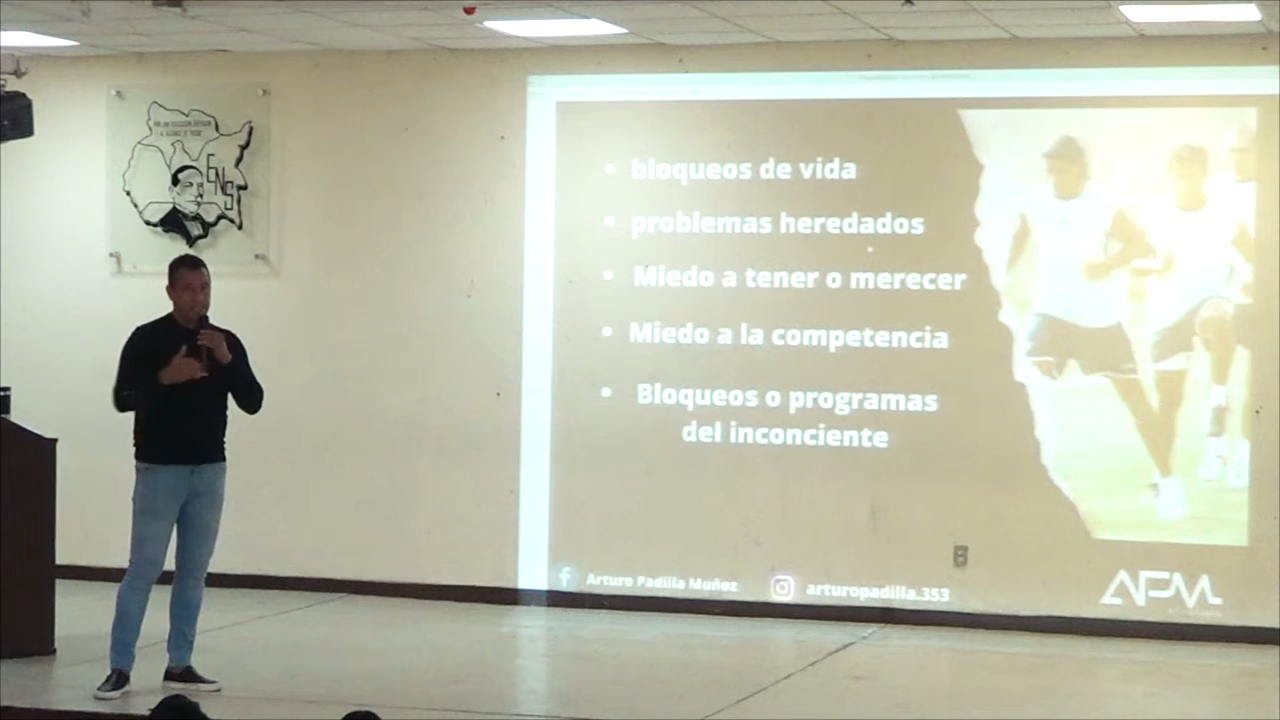 ENS
bloqueos de vida
problemas heredados
Miedo a tener o merecer
Miedo a la competencia
Bloqueos o programas
del inconciente
Arturo Padilla Muñoz
arturopadilla.353
APM